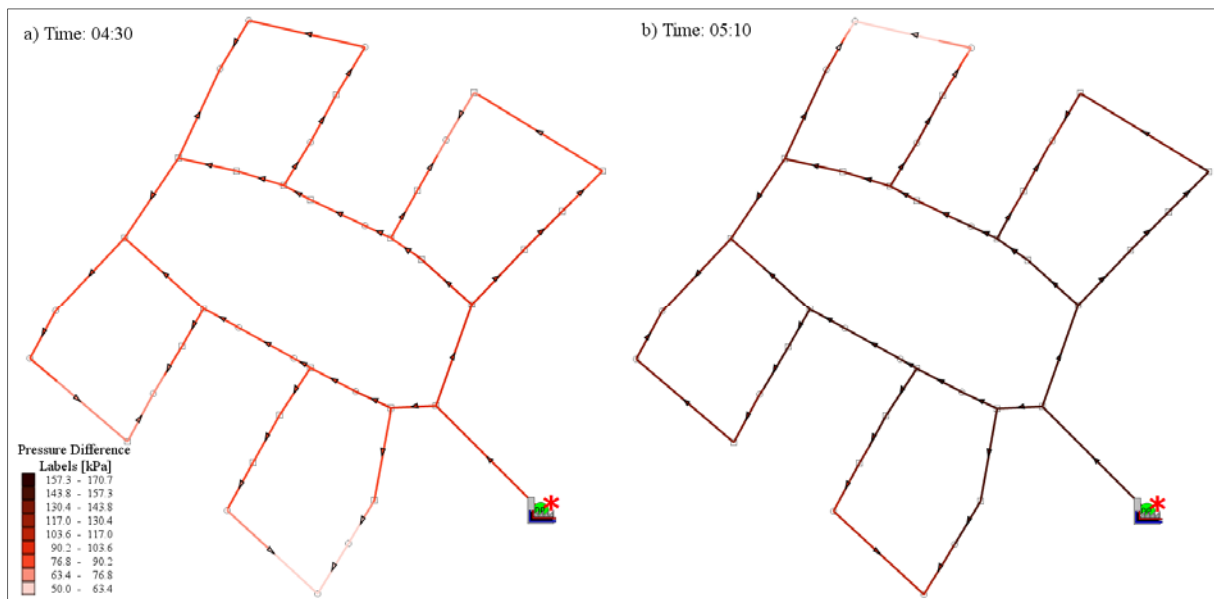 a) Time: 04:30
b) Time: 05:10
Pressure Difference
Labels [kPa]
157.3 - 170.7
143.8 - 157.3
130.4 - 143.8
117.0 - 130.4
103.6 - 117.0
90.2 - 103.6
76.8 - 90.2
63.4 - 76.8
50.0 - 63.4